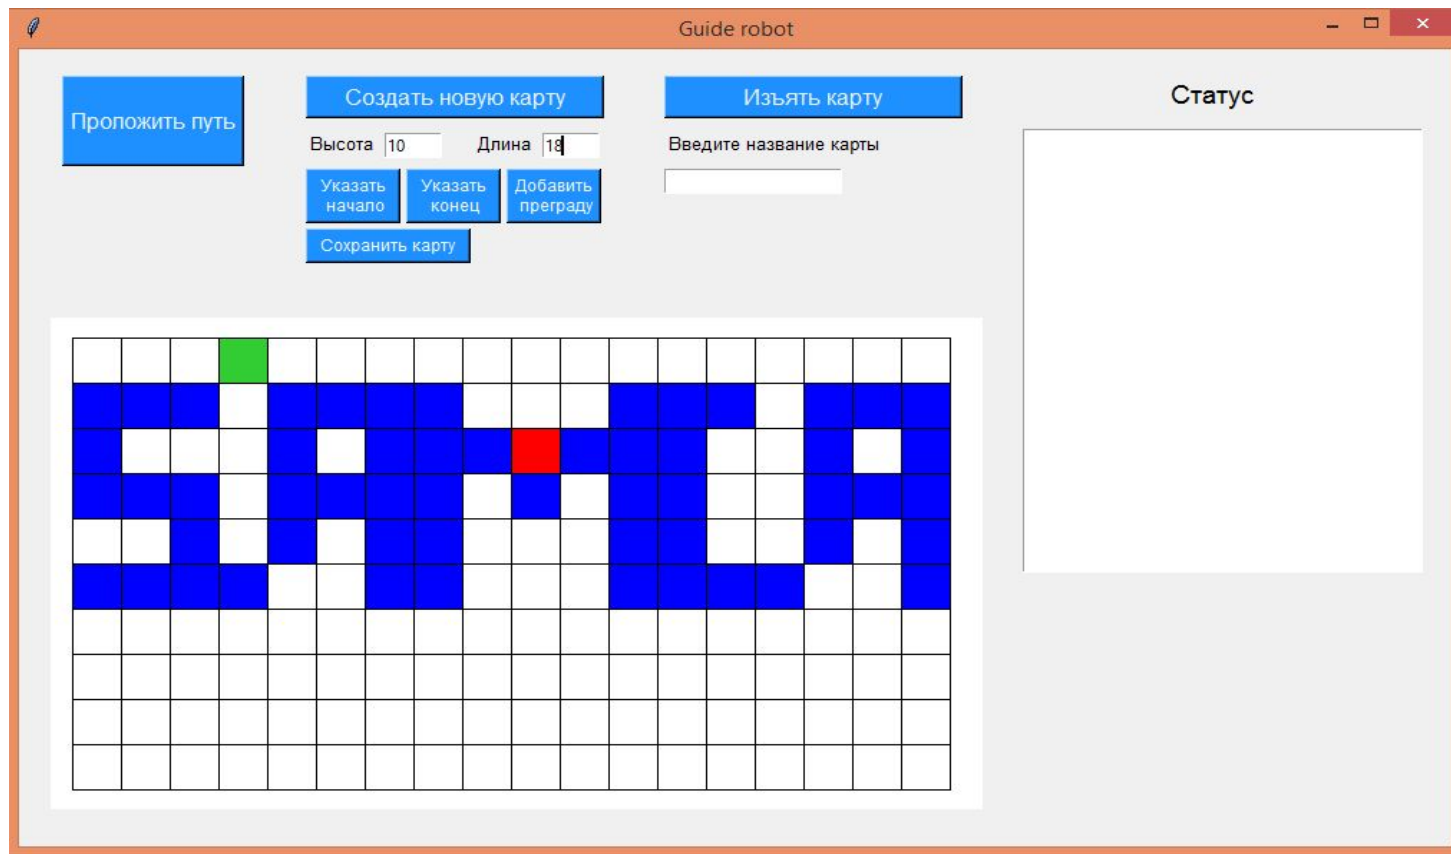 Guide robot
Проложить путь
Создать новую карту
Высота 10 Длина 18
Указать начало
Указать конец
Добавить преграду
Сохранить карту
Изъять карту
Введите название карты
Статус